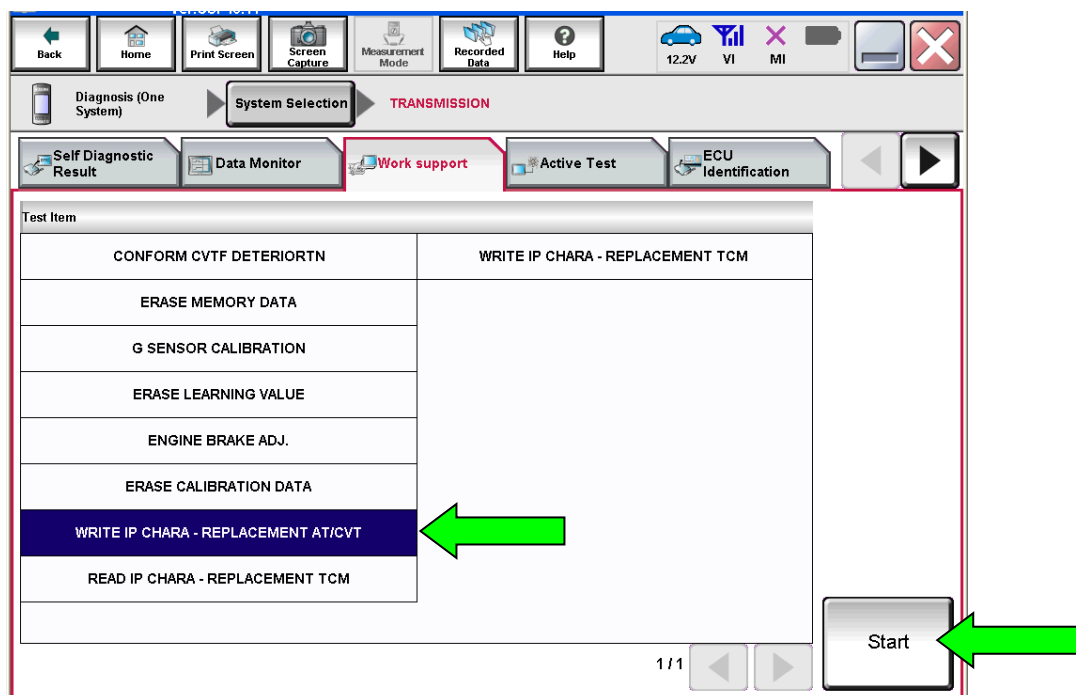 Back
Home
Print Screen
Screen
Capture
Measurement
Mode
Recorded
Data
Help
12.2V
VI
MI
Diagnosis (One
System)
System Selection
TRANSMISSION
Self Diagnostic
Result
Data Monitor
Work support
Active Test
ECU
Identification
Test Item
CONFORM CVTF DETERIORTN
WRITE IP CHARA - REPLACEMENT TCM
ERASE MEMORY DATA
G SENSOR CALIBRATION
ERASE LEARNING VALUE
ENGINE BRAKE ADJ.
ERASE CALIBRATION DATA
WRITE IP CHARA - REPLACEMENT AT/CVT
READ IP CHARA - REPLACEMENT TCM
Start
1/1